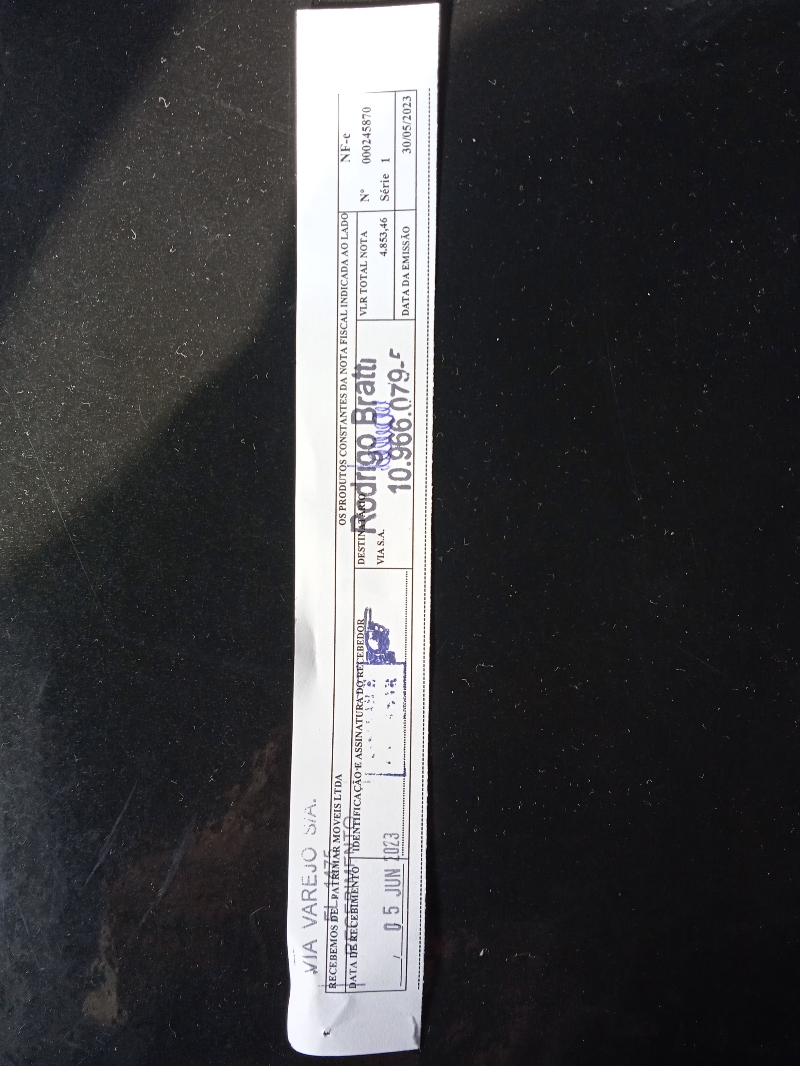 VIA VAREJO S/A.
RECEBIMENTO
RECEBEMOS DE PATRIMAR MOVEIS LTDA
OS PRODUTOS CONSTANTES DA NOTA FISCAL INDICADA AO LADO
DATA DE RECEBIMENTO
05 JUN 2023
IDENTIFICAÇÃO E ASSINATURA DO RECEBEDOR
DESTINATÁRIO
VIA S.A.
Rodrigo Bratti
10.966.079-
VLR TOTAL NOTA
4.853,46
DATA DA EMISSÃO
NF-e
Nº 000245870
Série 1
30/05/2023